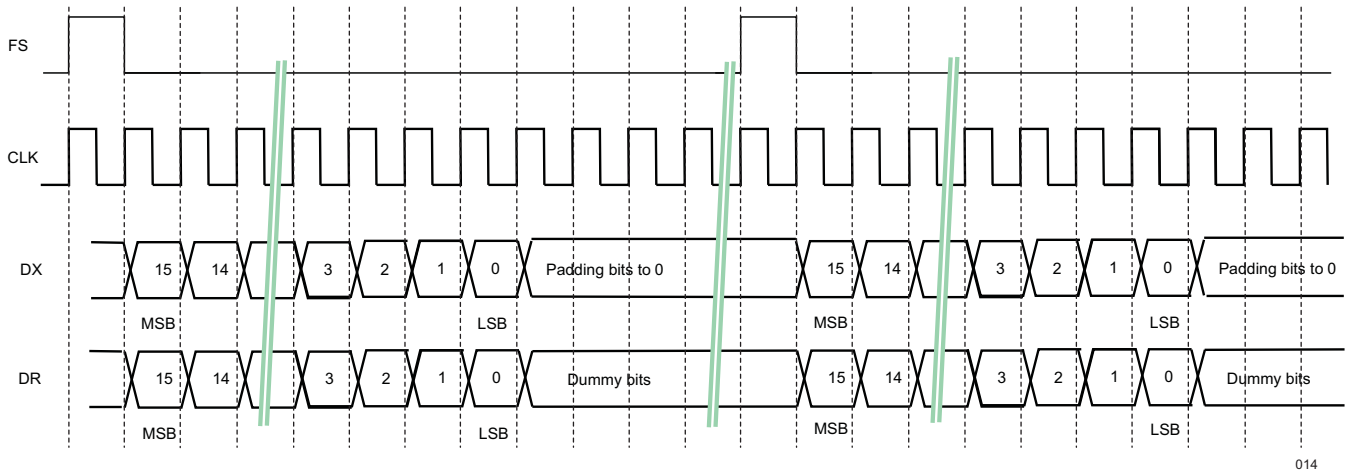 FS
CLK
DX 15 14 3 2 1 0 Padding bits to 0 15 14 3 2 1 0 Padding bits to 0
MSB LSB MSB LSB
DR 15 14 3 2 1 0 Dummy bits 15 14 3 2 1 0 Dummy bits
MSB LSB MSB LSB
014